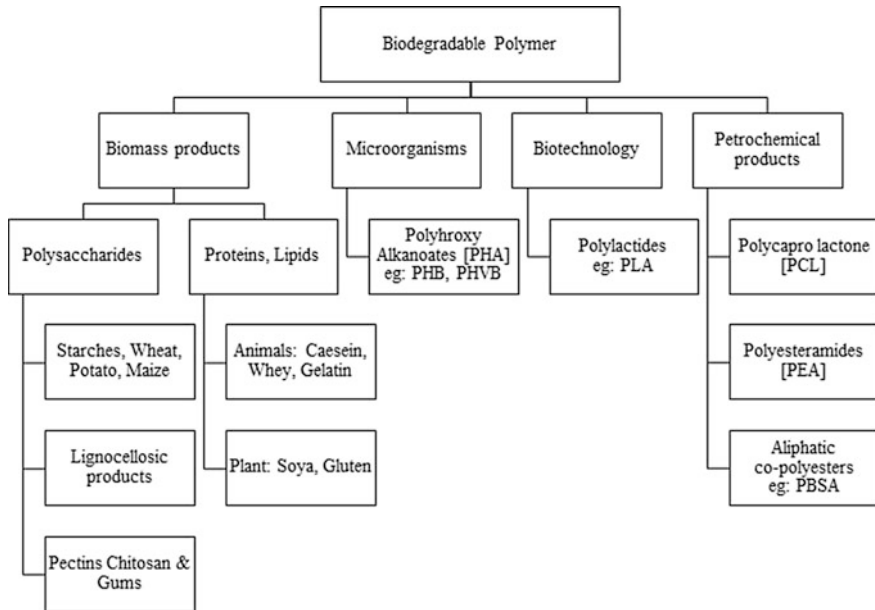 Biodegradable Polymer
Biomass products
Microorganisms
Biotechnology
Petrochemical
products
Polysaccharides
Proteins, Lipids
Polyhroxy
Alkanoates [PHA]
eg: PHB, PHVB
Polylactides
eg: PLA
Polycapro lactone
[PCL]
Starches, Wheat,
Potato, Maize
Animals: Caesein,
Whey, Gelatin
Polyesteramides
[PEA]
Lignocellosic
products
Plant: Soya, Gluten
Aliphatic
co-polyesters
eg: PBSA
Pectins Chitosan &
Gums